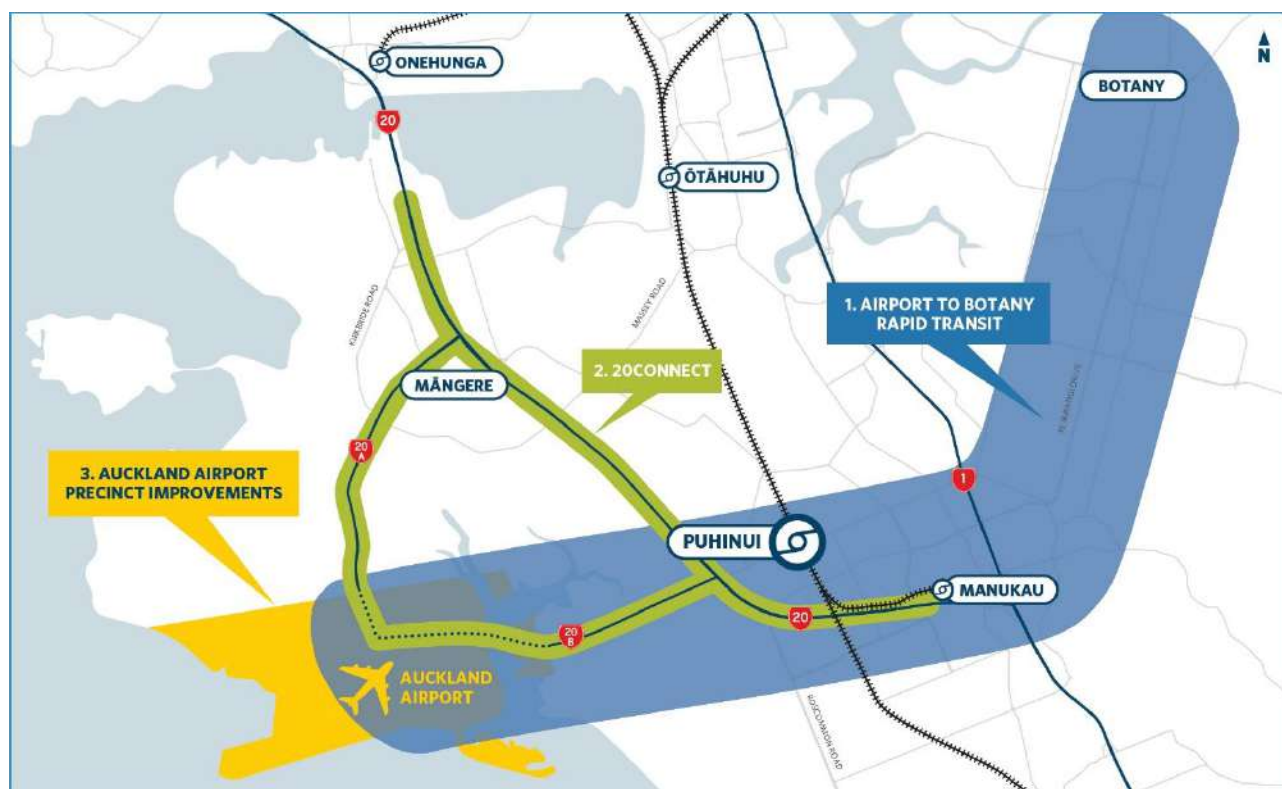 ONEHUNGA
N
BOTANY
20
ŌTĀHUHU
1. AIRPORT TO BOTANY
RAPID TRANSIT
KIRKBRIDE ROAD
MASSEY ROAD
2. 20CONNECT
MĀNGERE
20
A
3. AUCKLAND AIRPORT
PRECINCT IMPROVEMENTS
1
PUHINUI
MANUKAU
20
20
B
AUCKLAND
AIRPORT
ROSCOMMON ROAD